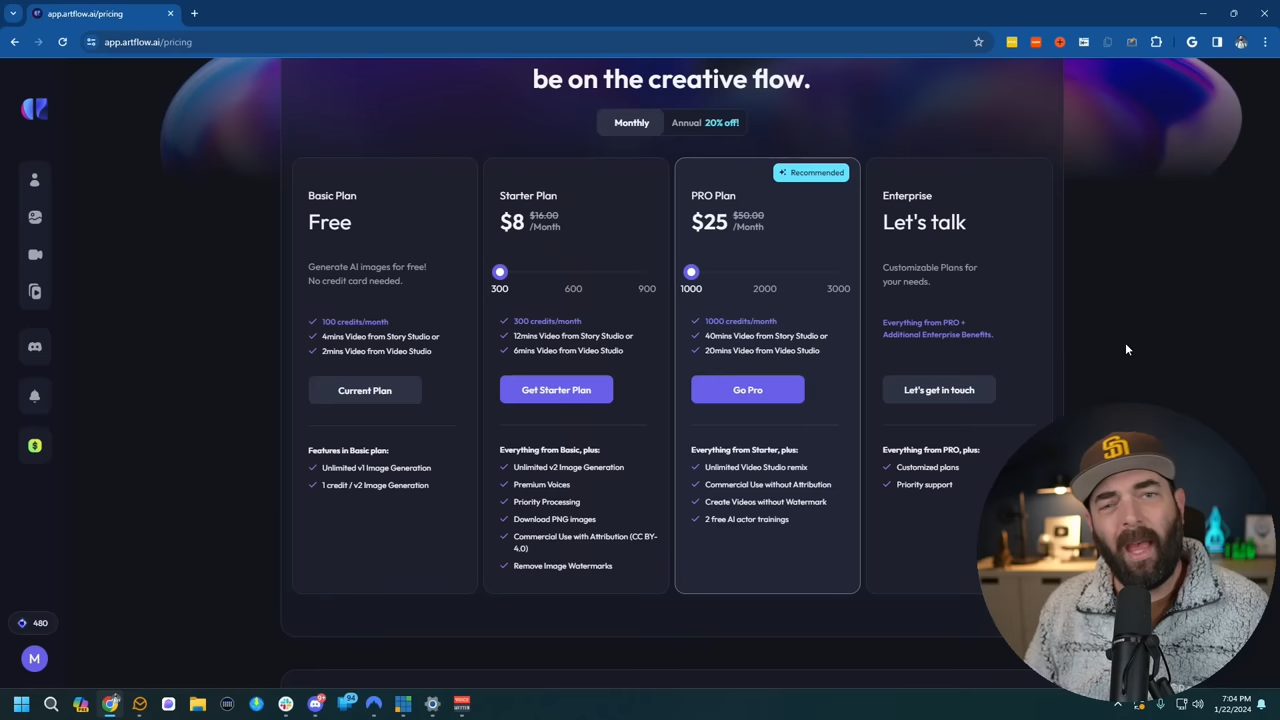 app.artflow.ai/pricing
app.artflow.ai/pricing
be on the creative flow.
Monthly
Annual 20% off!
Basic Plan
Free
Generate AI images for free!
No credit card needed.
100 credits/month
4mins Video from Story Studio or
2mins Video from Video Studio
Current Plan
Features in Basic plan:
Unlimited v1 Image Generation
1 credit / v2 Image Generation
Starter Plan
$8 $16.00
/Month
300 600 900
300 credits/month
12mins Video from Story Studio or
6mins Video from Video Studio
Get Starter Plan
Everything from Basic, plus:
Unlimited v2 Image Generation
Premium Voices
Priority Processing
Download PNG images
Commercial Use with Attribution (CC BY-
4.0)
Remove Image Watermarks
Recommended
PRO Plan
$25 $50.00
/Month
1000 2000 3000
1000 credits/month
40mins Video from Story Studio or
20mins Video from Video Studio
Go Pro
Everything from Starter, plus:
Unlimited Video Studio remix
Commercial Use without Attribution
Create Videos without Watermark
2 free AI actor trainings
Enterprise
Let's talk
Customizable Plans for
your needs.
Everything from PRO +
Additional Enterprise Benefits.
Let's get in touch
Everything from PRO, plus:
Customized plans
Priority support
480
M
SD
94
7:04 PM
1/22/2024